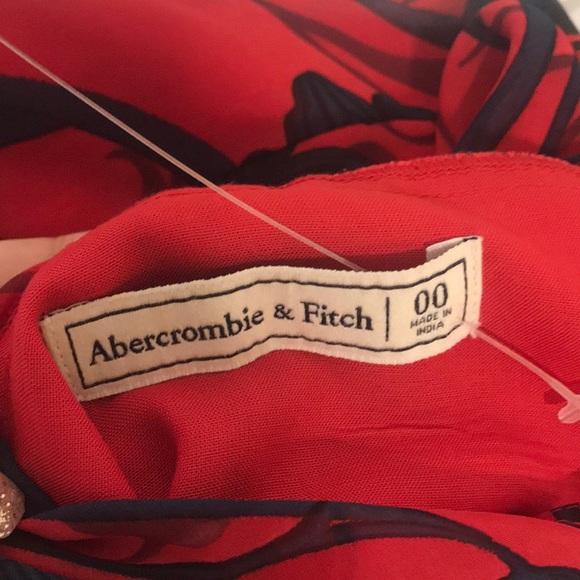 Abercrombie & Fitch
00
MADE IN
INDIA